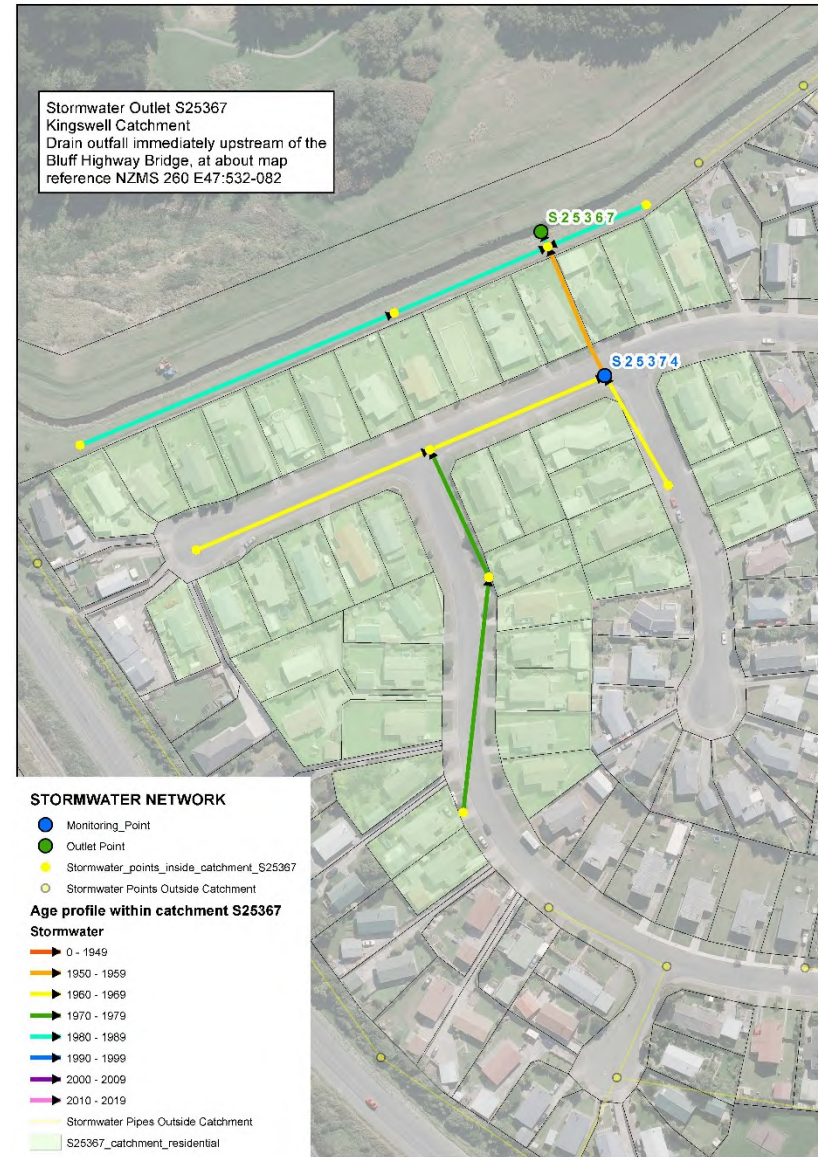 Stormwater Outlet S25367
Kingswell Catchment
Drain outfall immediately upstream of the
Bluff Highway Bridge, at about map
reference NZMS 260 E47:532-082
S25367
S25374
STORMWATER NETWORK
Monitoring_Point
Outlet Point
Stormwater_points_inside_catchment_S25367
Stormwater Points Outside Catchment
Age profile within catchment S25367
Stormwater
0 - 1949
1950 - 1959
1960 - 1969
1970 - 1979
1980 - 1989
1990 - 1999
2000 - 2009
2010 - 2019
Stormwater Pipes Outside Catchment
S25367_catchment_residential